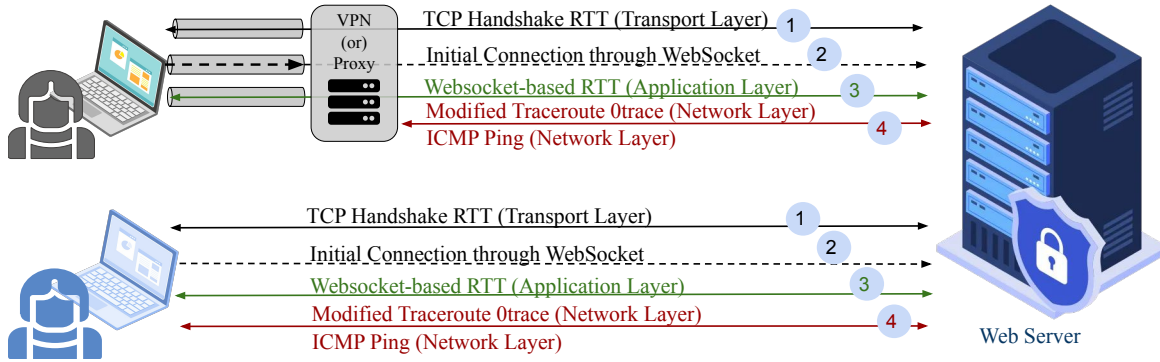 VPN
(or)
Proxy
TCP Handshake RTT (Transport Layer)
1
Initial Connection through WebSocket
2
Websocket-based RTT (Application Layer)
3
Modified Traceroute 0trace (Network Layer)
4
ICMP Ping (Network Layer)
TCP Handshake RTT (Transport Layer)
1
Initial Connection through WebSocket
2
Websocket-based RTT (Application Layer)
3
Modified Traceroute 0trace (Network Layer)
4
ICMP Ping (Network Layer)
Web Server